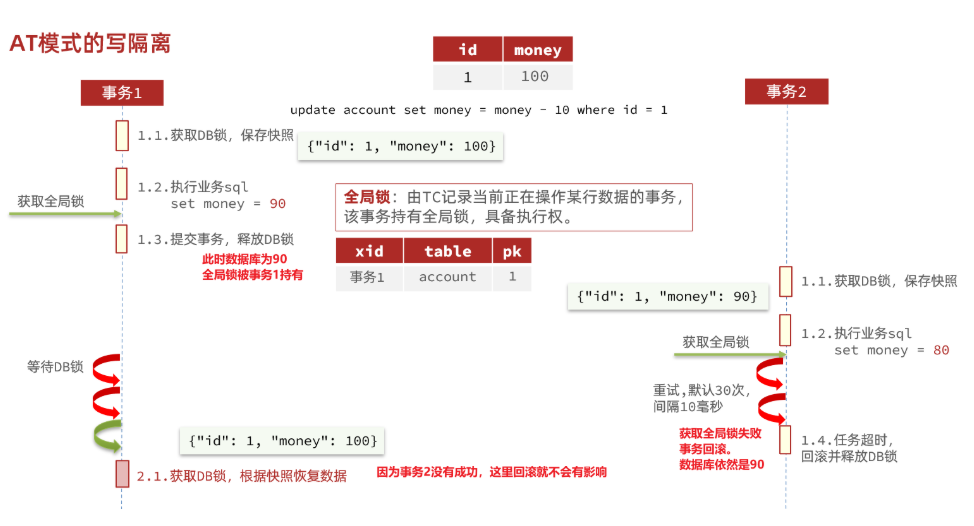 AT模式的写隔离
id money
1 100
update account set money = money - 10 where id = 1
事务1
1.1.获取DB锁，保存快照
{"id": 1, "money": 100}
1.2.执行业务sql
set money = 90
获取全局锁
1.3.提交事务，释放DB锁
此时数据库为90
全局锁被事务1持有
全局锁：由TC记录当前正在操作某行数据的事务，
该事务持有全局锁，具备执行权。
xid table pk
事务1 account 1
事务2
1.1.获取DB锁，保存快照
{"id": 1, "money": 90}
1.2.执行业务sql
set money = 80
获取全局锁
重试,默认30次，
间隔10毫秒
获取全局锁失败
事务回滚。
数据库依然是90
1.4.任务超时，
回滚并释放DB锁
等待DB锁
{"id": 1, "money": 100}
2.1.获取DB锁，根据快照恢复数据
因为事务2没有成功，这里回滚就不会有影响